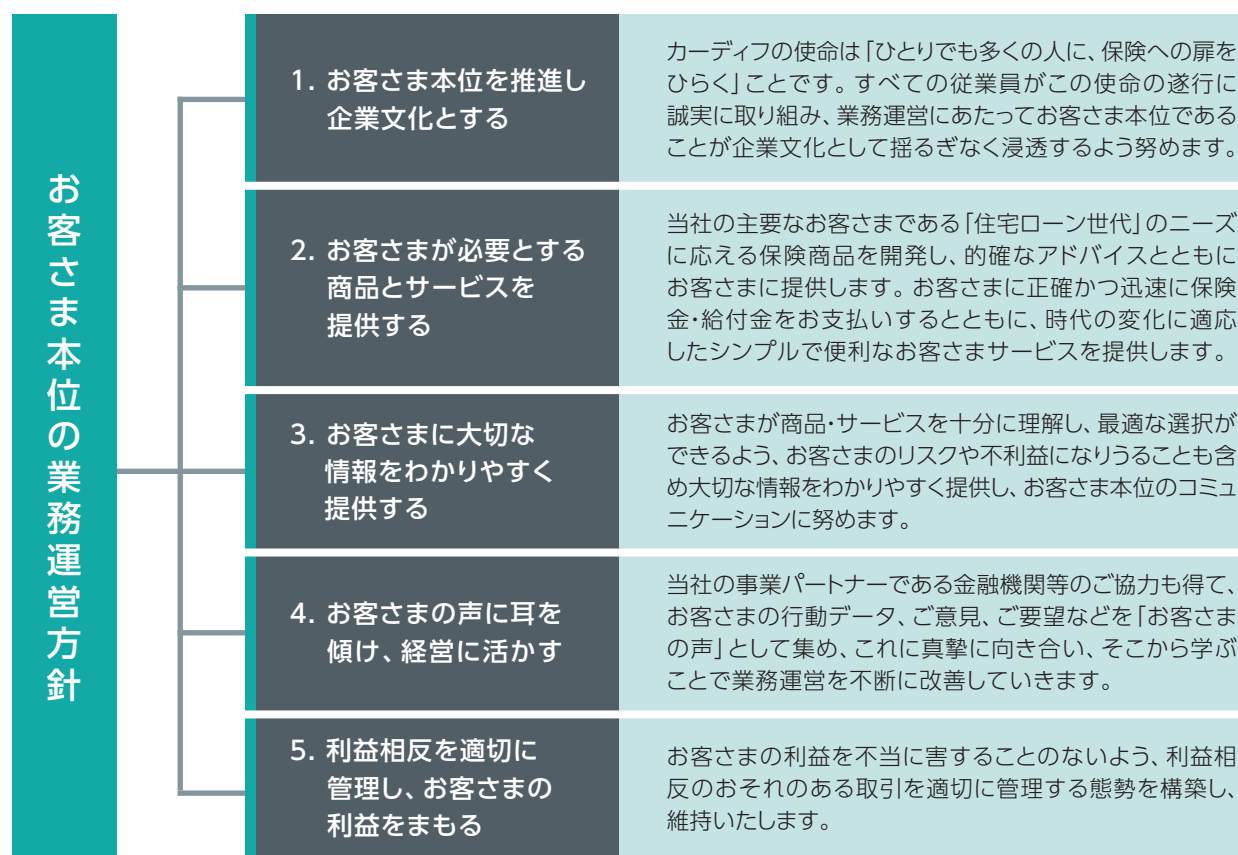 お客さま本位の業務運営方針
1. お客さま本位を推進し
企業文化とする
カーディフの使命は「ひとりでも多くの人に、保険への扉を
ひらく」ことです。すべての従業員がこの使命の遂行に
誠実に取り組み、業務運営にあたってお客さま本位である
ことが企業文化として揺るぎなく浸透するよう努めます。
2. お客さまが必要とする
商品とサービスを
提供する
当社の主要なお客さまである「住宅ローン世代」のニーズ
に応える保険商品を開発し、的確なアドバイスとともに
お客さまに提供します。お客さまに正確かつ迅速に保険
金・給付金をお支払いするとともに、時代の変化に適応
したシンプルで便利なお客さまサービスを提供します。
3. お客さまに大切な
情報をわかりやすく
提供する
お客さまが商品・サービスを十分に理解し、最適な選択が
できるよう、お客さまのリスクや不利益になりうることも含
め大切な情報をわかりやすく提供し、お客さま本位のコミュ
ニケーションに努めます。
4. お客さまの声に耳を
傾け、経営に活かす
当社の事業パートナーである金融機関等のご協力も得て、
お客さまの行動データ、ご意見、ご要望などを「お客さま
の声」として集め、これに真摯に向き合い、そこから学ぶ
ことで業務運営を不断に改善していきます。
5. 利益相反を適切に
管理し、お客さまの
利益をまもる
お客さまの利益を不当に害することのないよう、利益相
反のおそれのある取引を適切に管理する態勢を構築し、
維持いたします。